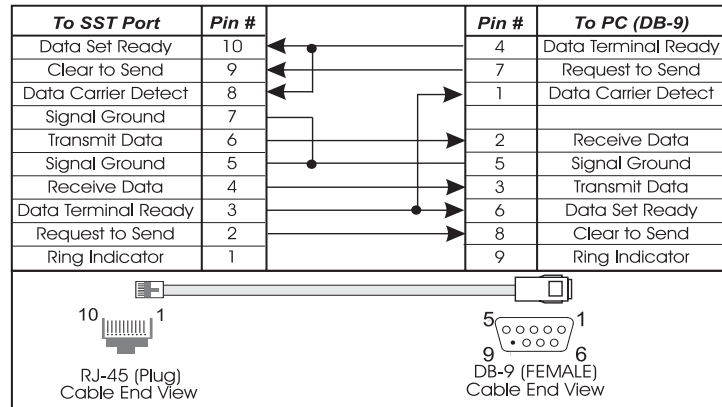 To SST Port Pin # Pin # To PC (DB-9)
Data Set Ready 10 4 Data Terminal Ready
Clear to Send 9 7 Request to Send
Data Carrier Detect 8 1 Data Carrier Detect
Signal Ground 7
Transmit Data 6 2 Receive Data
Signal Ground 5 5 Signal Ground
Receive Data 4 3 Transmit Data
Data Terminal Ready 3 6 Data Set Ready
Request to Send 2 8 Clear to Send
Ring Indicator 1 9 Ring Indicator
10 1
RJ-45 (Plug)
Cable End View
5 1
9 6
DB-9 (FEMALE)
Cable End View